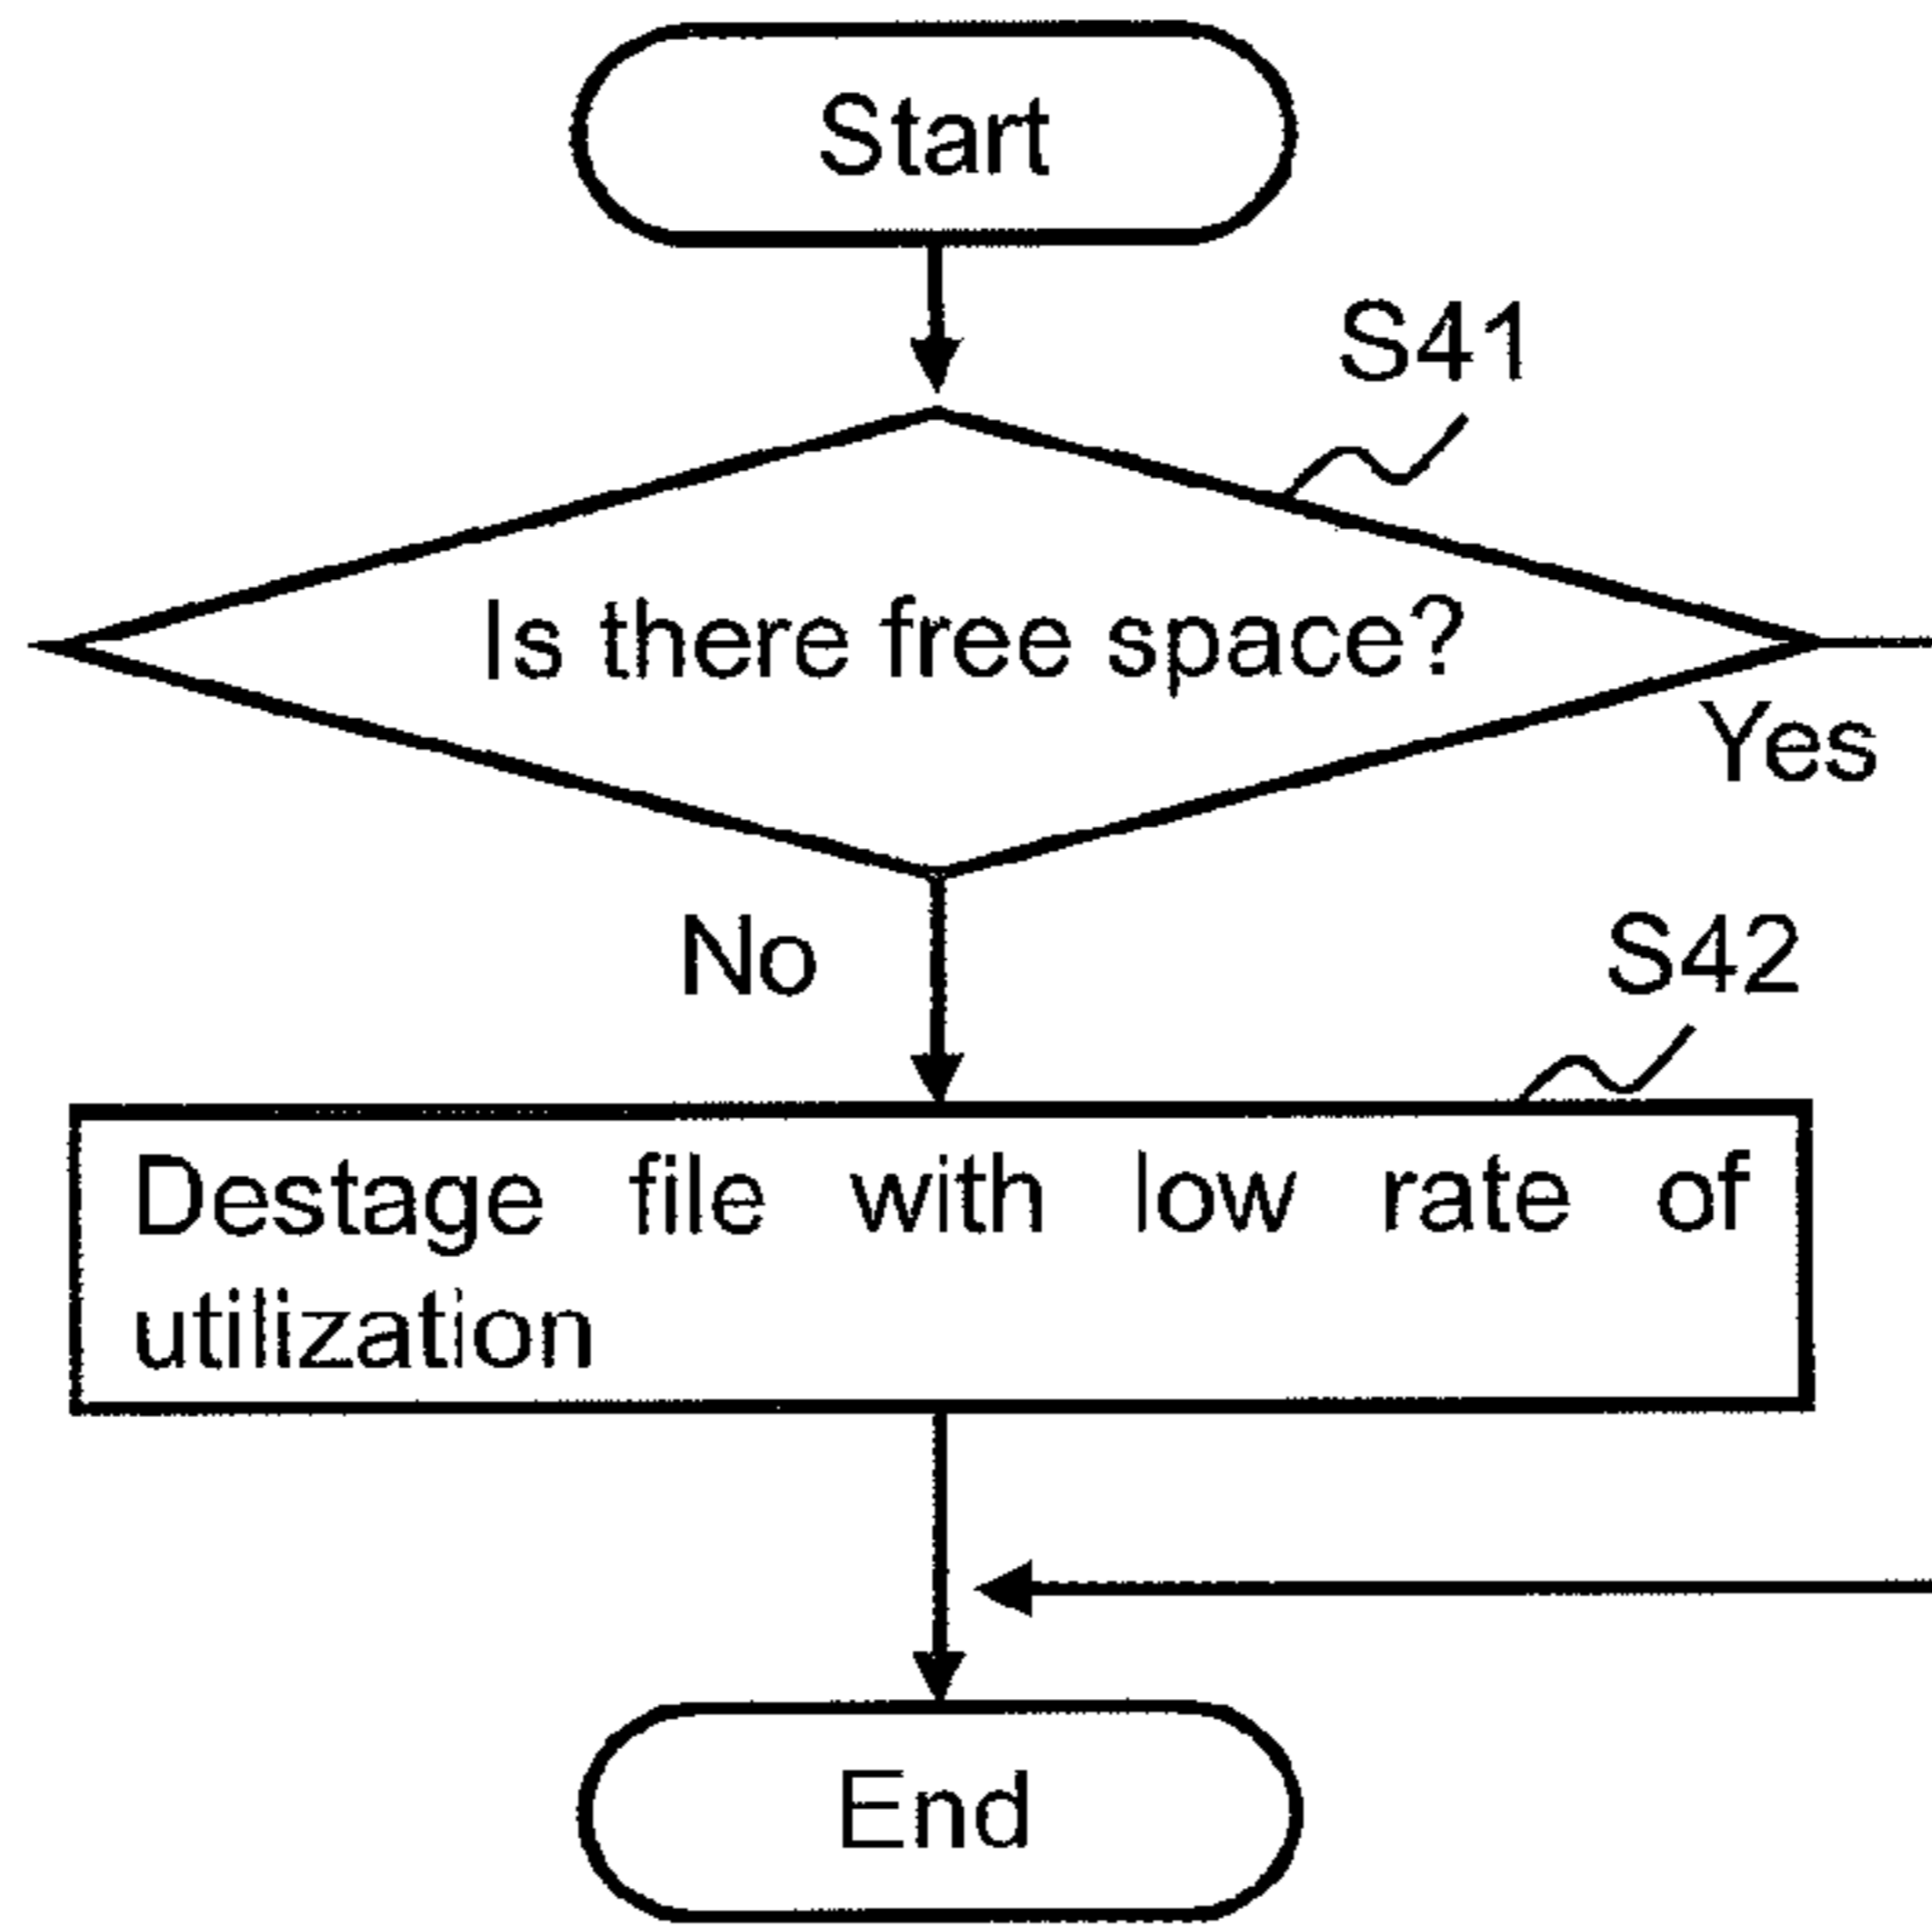 Start
S41
Is there free space?
Yes
No
S42
Destage file with low rate of
utilization
End